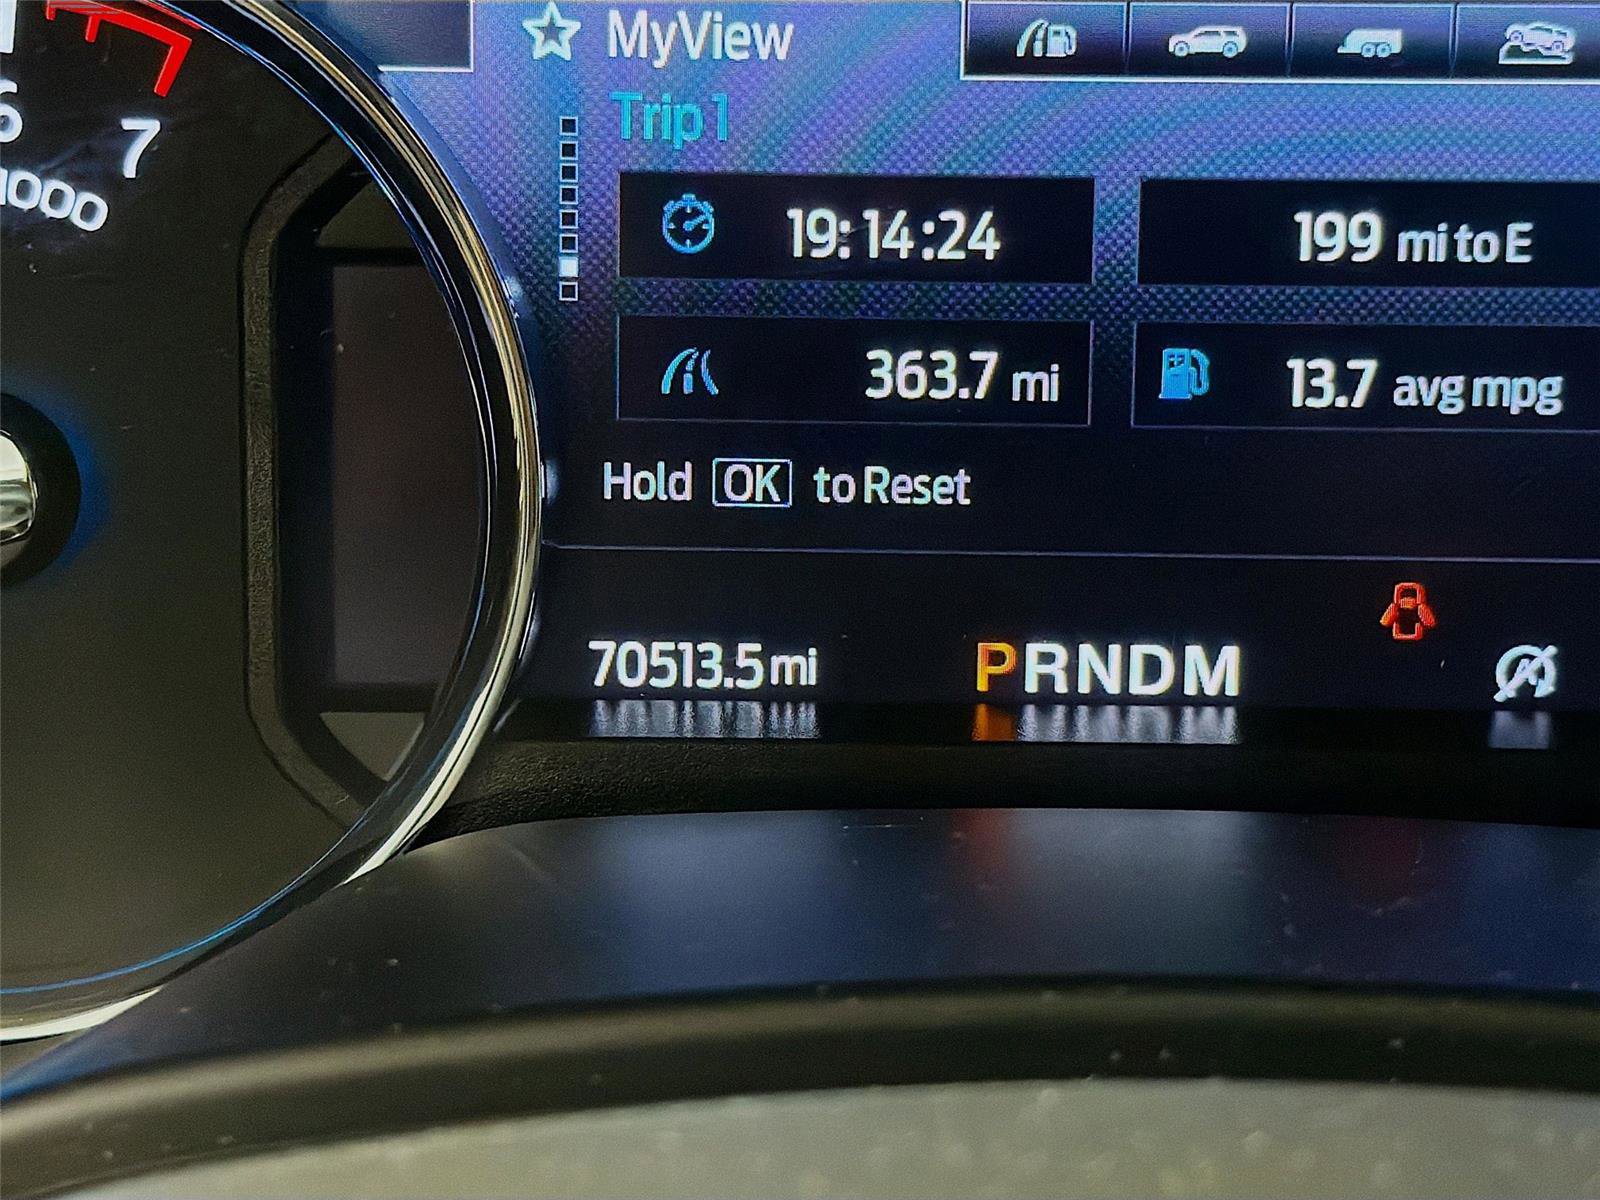 MyView
Trip 1
19:14:24
199 mi to E
363.7 mi
13.7 avg mpg
Hold OK to Reset
70513.5 mi
PRNDM
6
7
1000